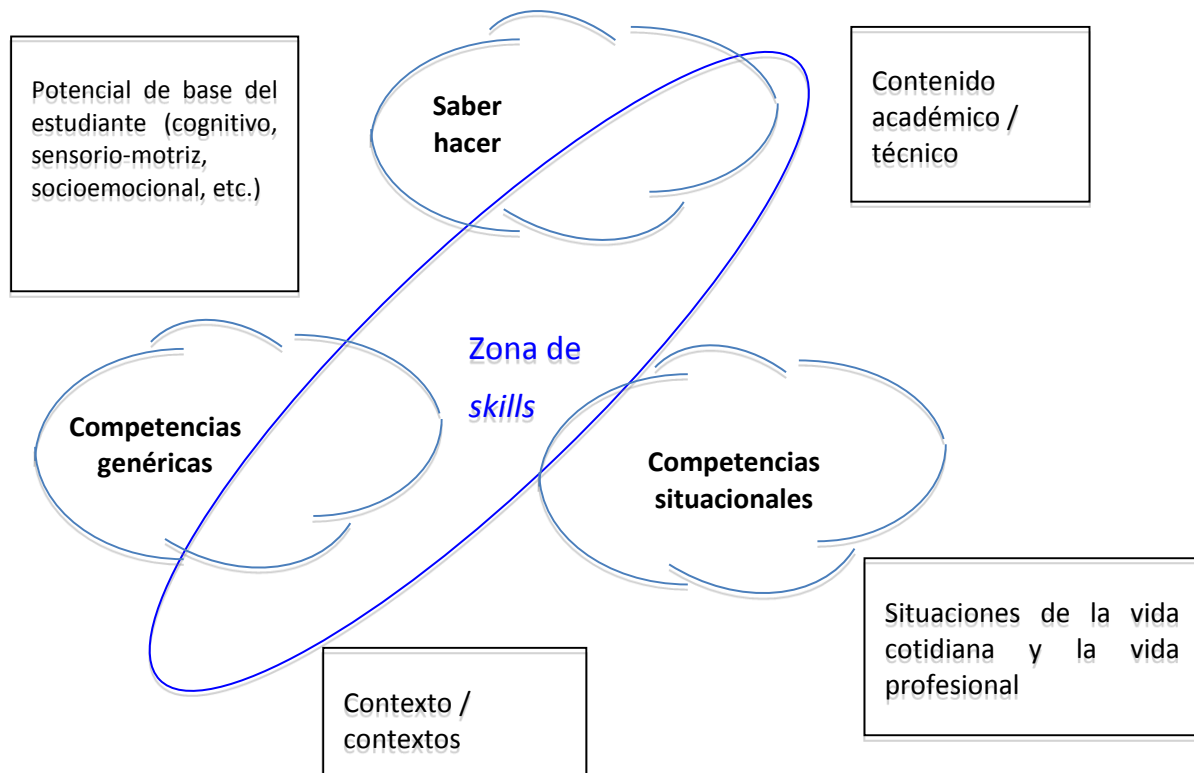 Potencial de base del
estudiante (cognitivo,
sensorio-motriz,
socioemocional, etc.)
Saber
hacer
Contenido
académico /
técnico
Zona de
skills
Competencias
genéricas
Competencias
situacionales
Contexto /
contextos
Situaciones de la vida
cotidiana y la vida
profesional